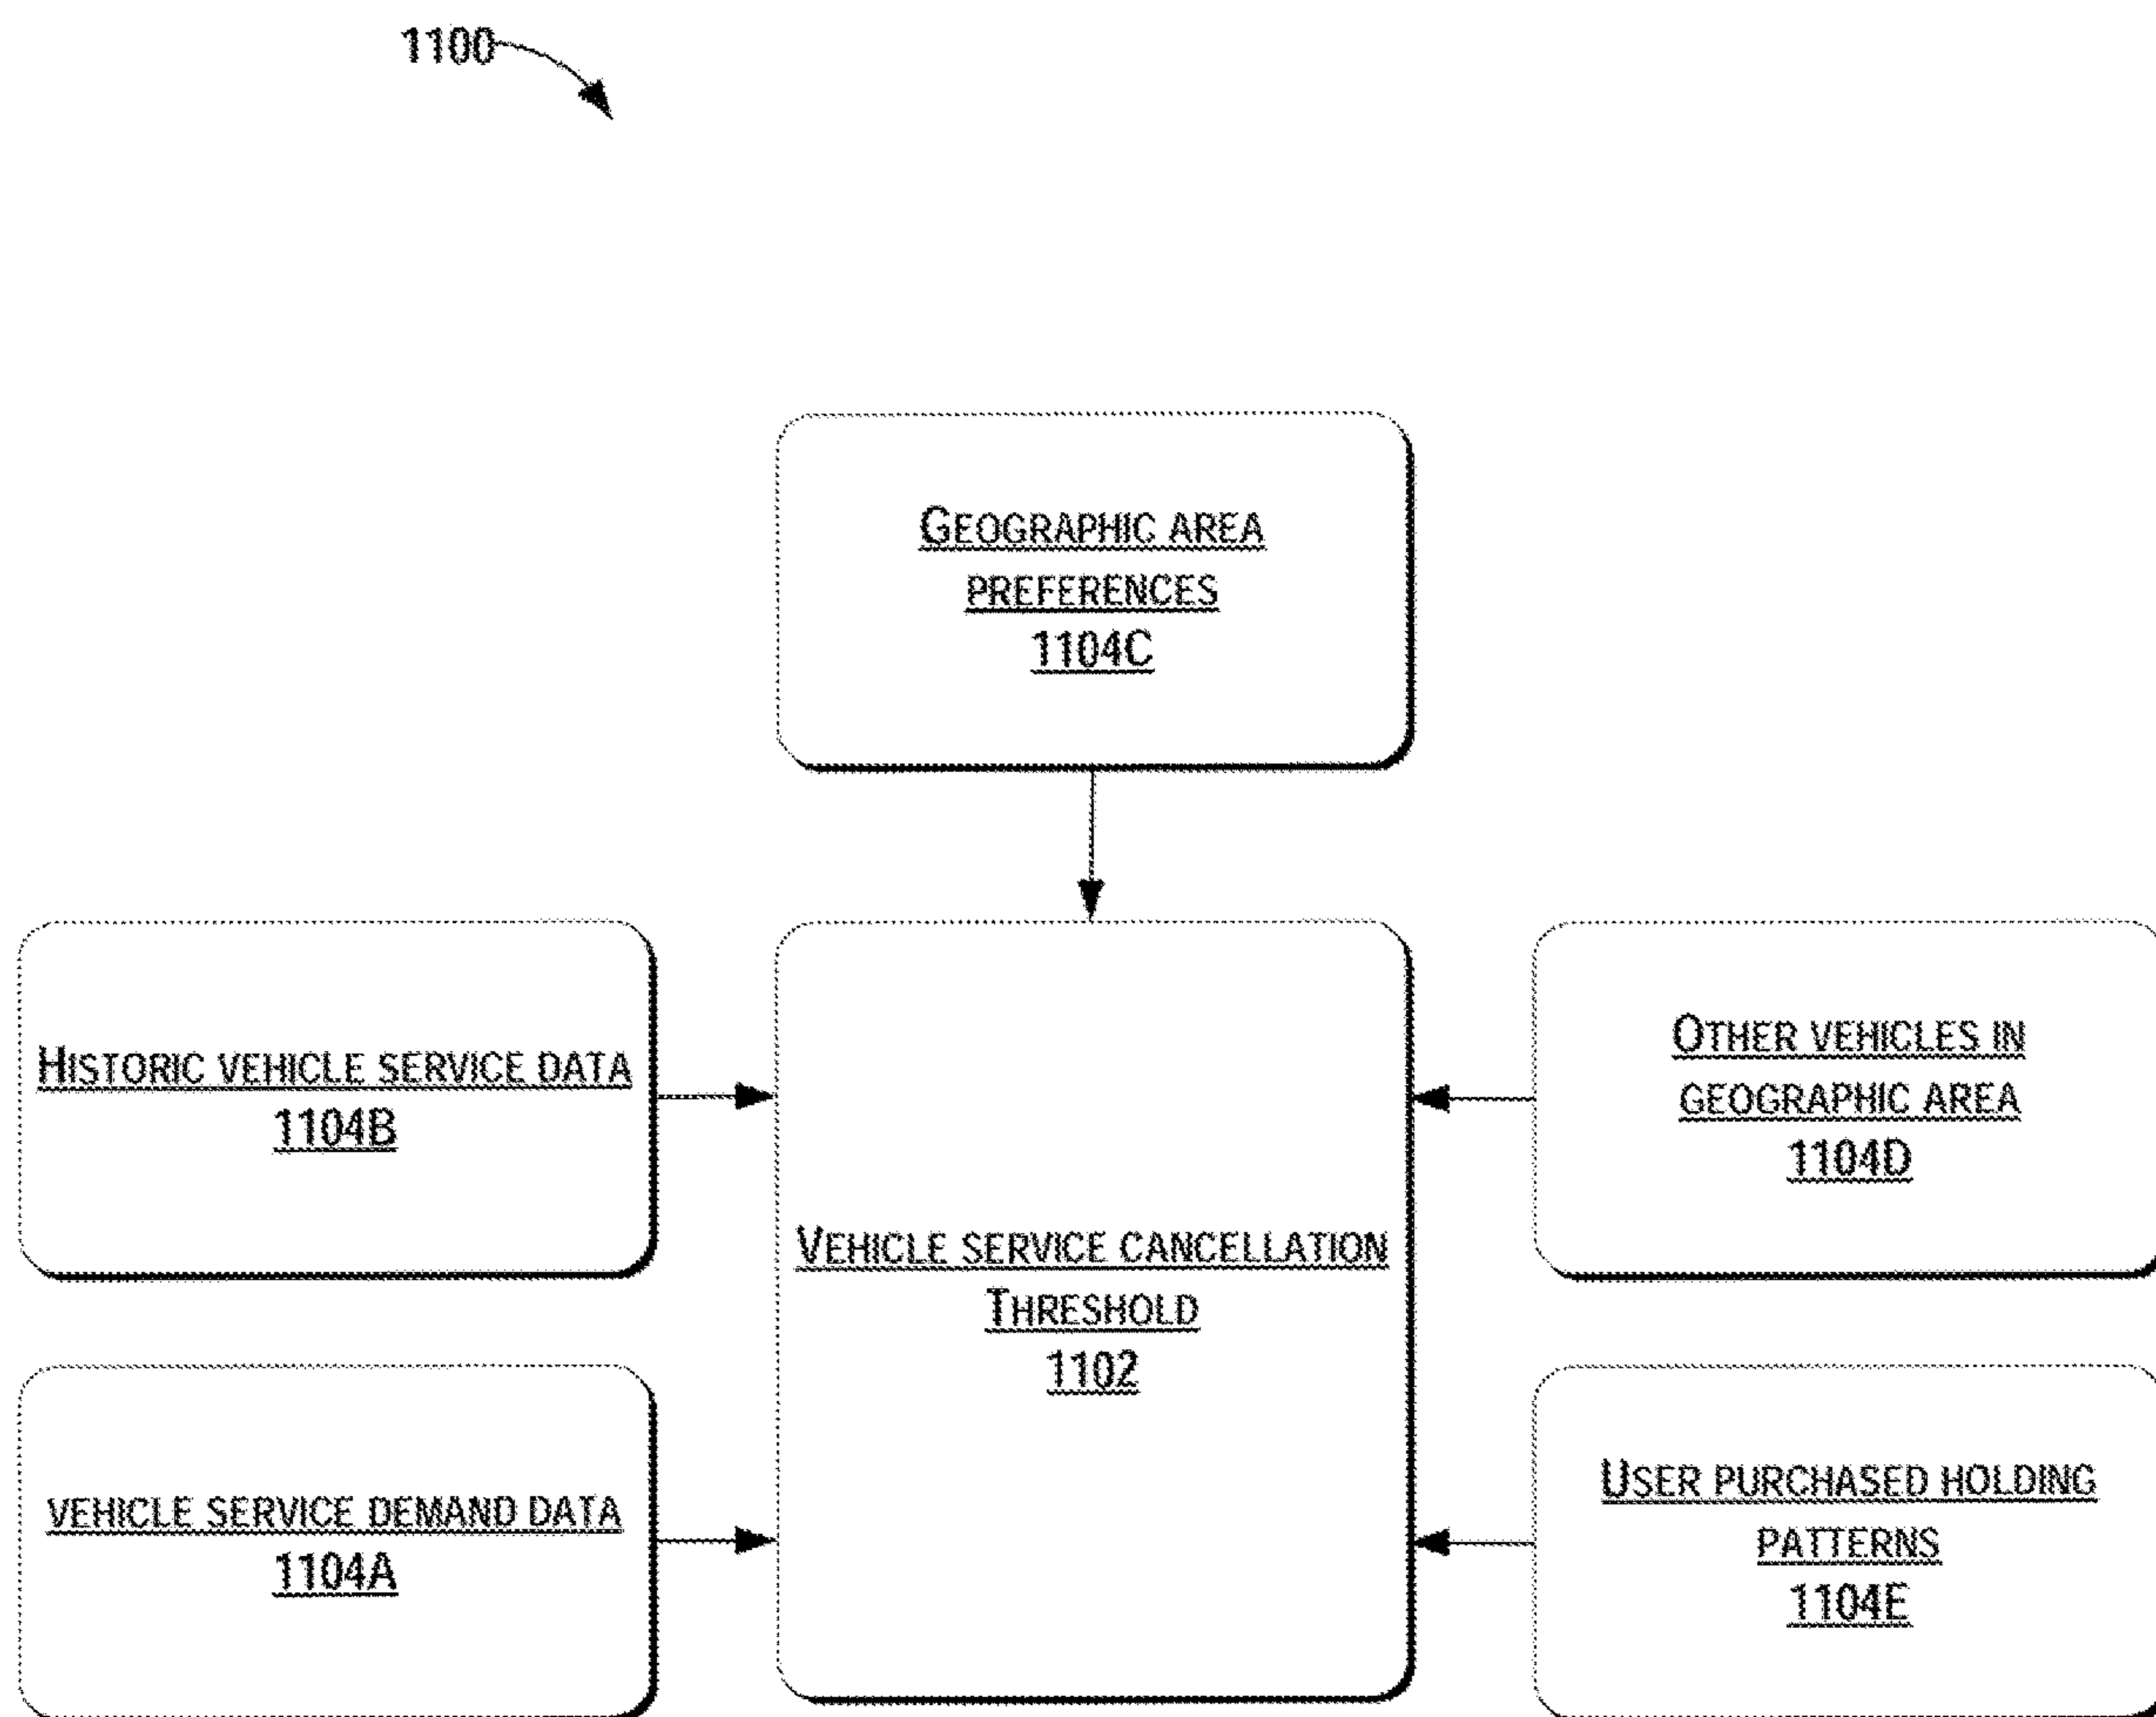 1100
GEOGRAPHIC AREA
PREFERENCES
1104C
HISTORIC VEHICLE SERVICE DATA
1104B
OTHER VEHICLES IN
GEOGRAPHIC AREA
1104D
VEHICLE SERVICE CANCELLATION
THRESHOLD
1102
VEHICLE SERVICE DEMAND DATA
1104A
USER PURCHASED HOLDING
PATTERNS
1104E